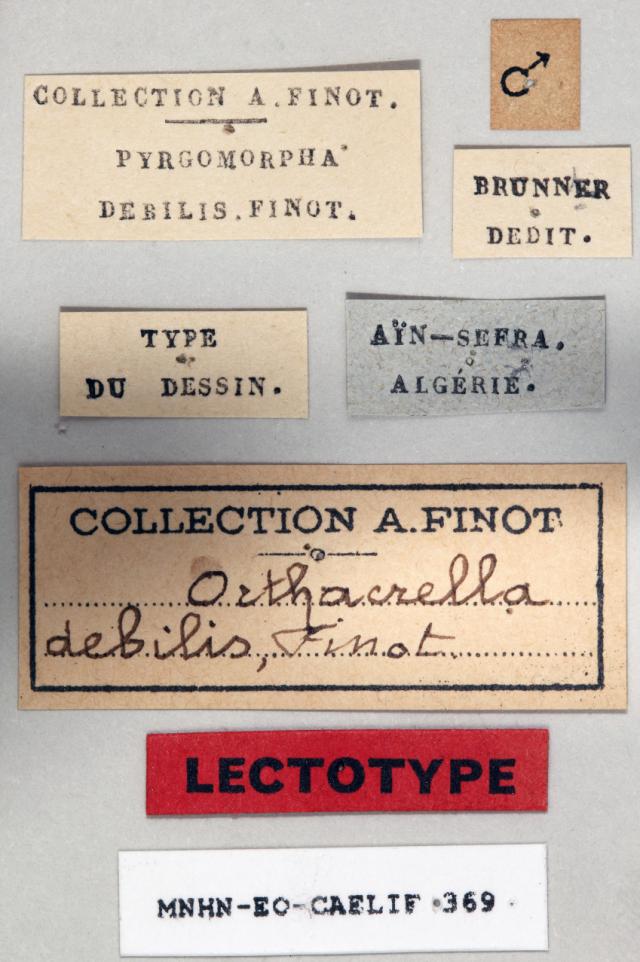 ♂
COLLECTION A.FINOT.
PYRGOMORPHA
DEBILIS.FINOT.
BRUNNER
DEDIT.
TYPE
DU DESSIN.
AÏN-SEFRA.
ALGÉRIE.
COLLECTION A.FINOT
Orthacrella
debilis, Finot.
LECTOTYPE
MNHN-EO-CAELIF 369